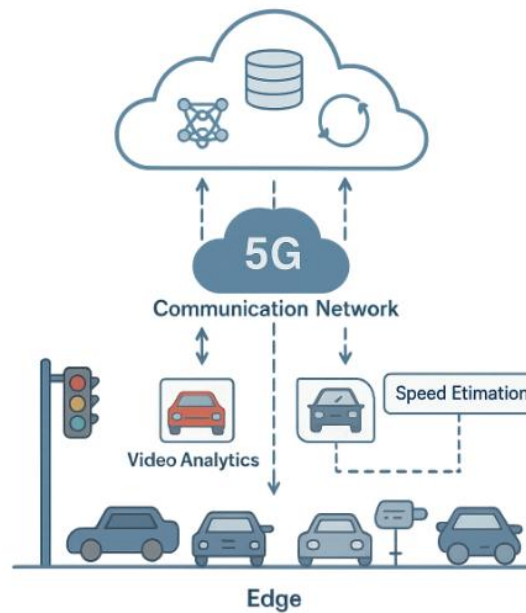 5G
Communication Network
Speed Etimation
Video Analytics
Edge